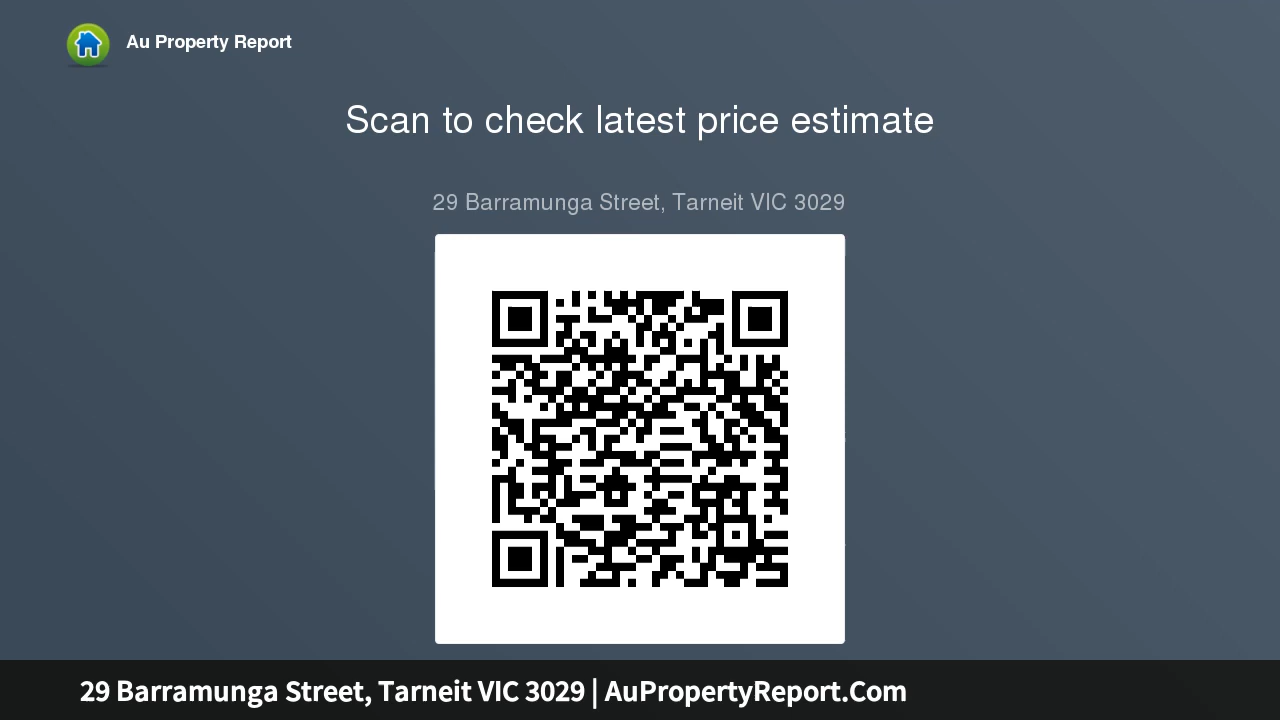 Au Property Report
Scan to check latest price estimate
29 Barramunga Street, Tarneit VIC 3029
29 Barramunga Street, Tarneit VIC 3029 | AuPropertyReport.Com